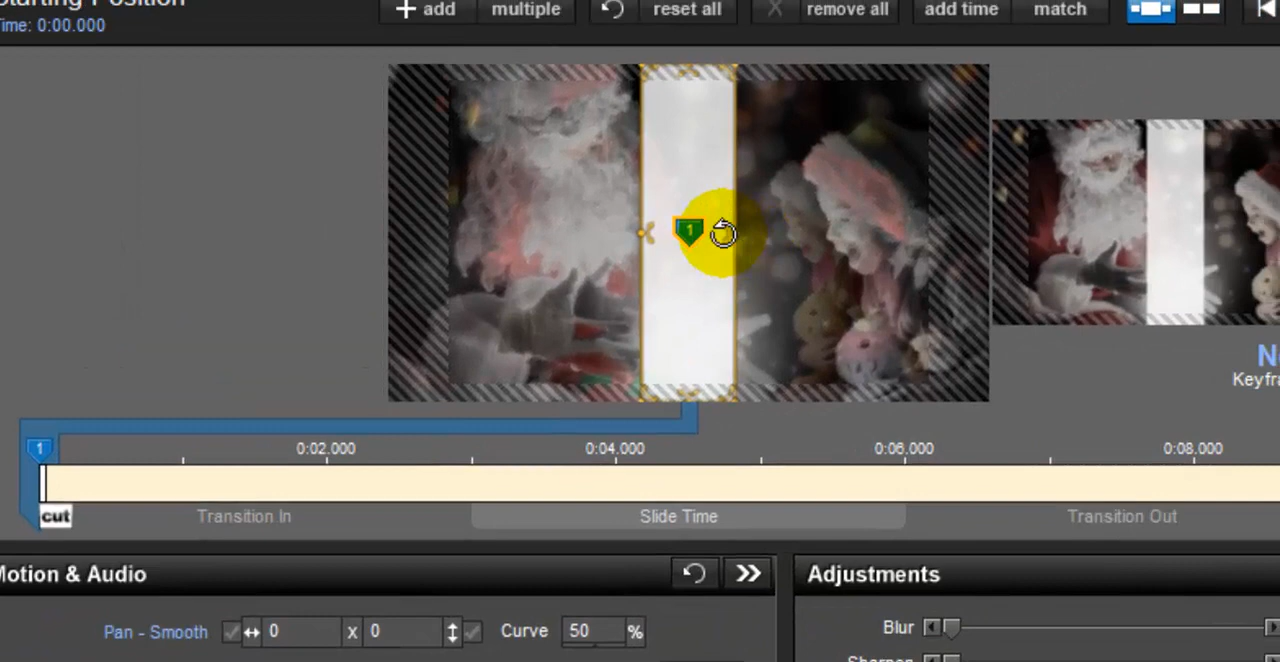 Starting Position
Time: 0:00.000
+ add multiple reset all X remove all add time match
1
Keyfra
1 0:02.000 0:04.000 0:06.000 0:08.000
cut Transition In Slide Time Transition Out
Motion & Audio
Adjustments
Pan - Smooth 0 x 0 Curve 50 %
Blur